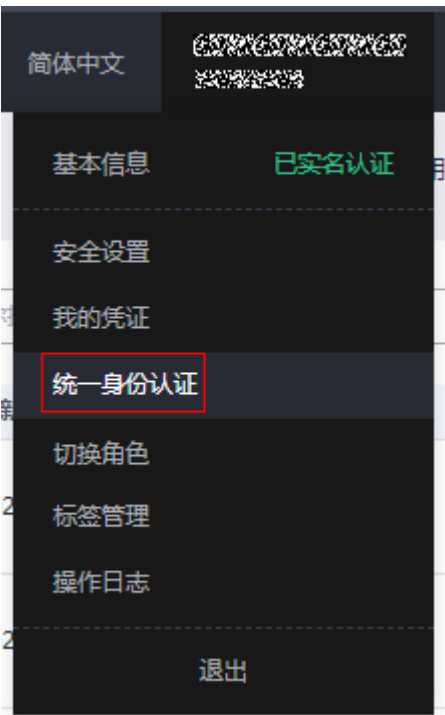 简体中文
基本信息 已实名认证
安全设置
我的凭证
统一身份认证
切换角色
标签管理
操作日志
退出